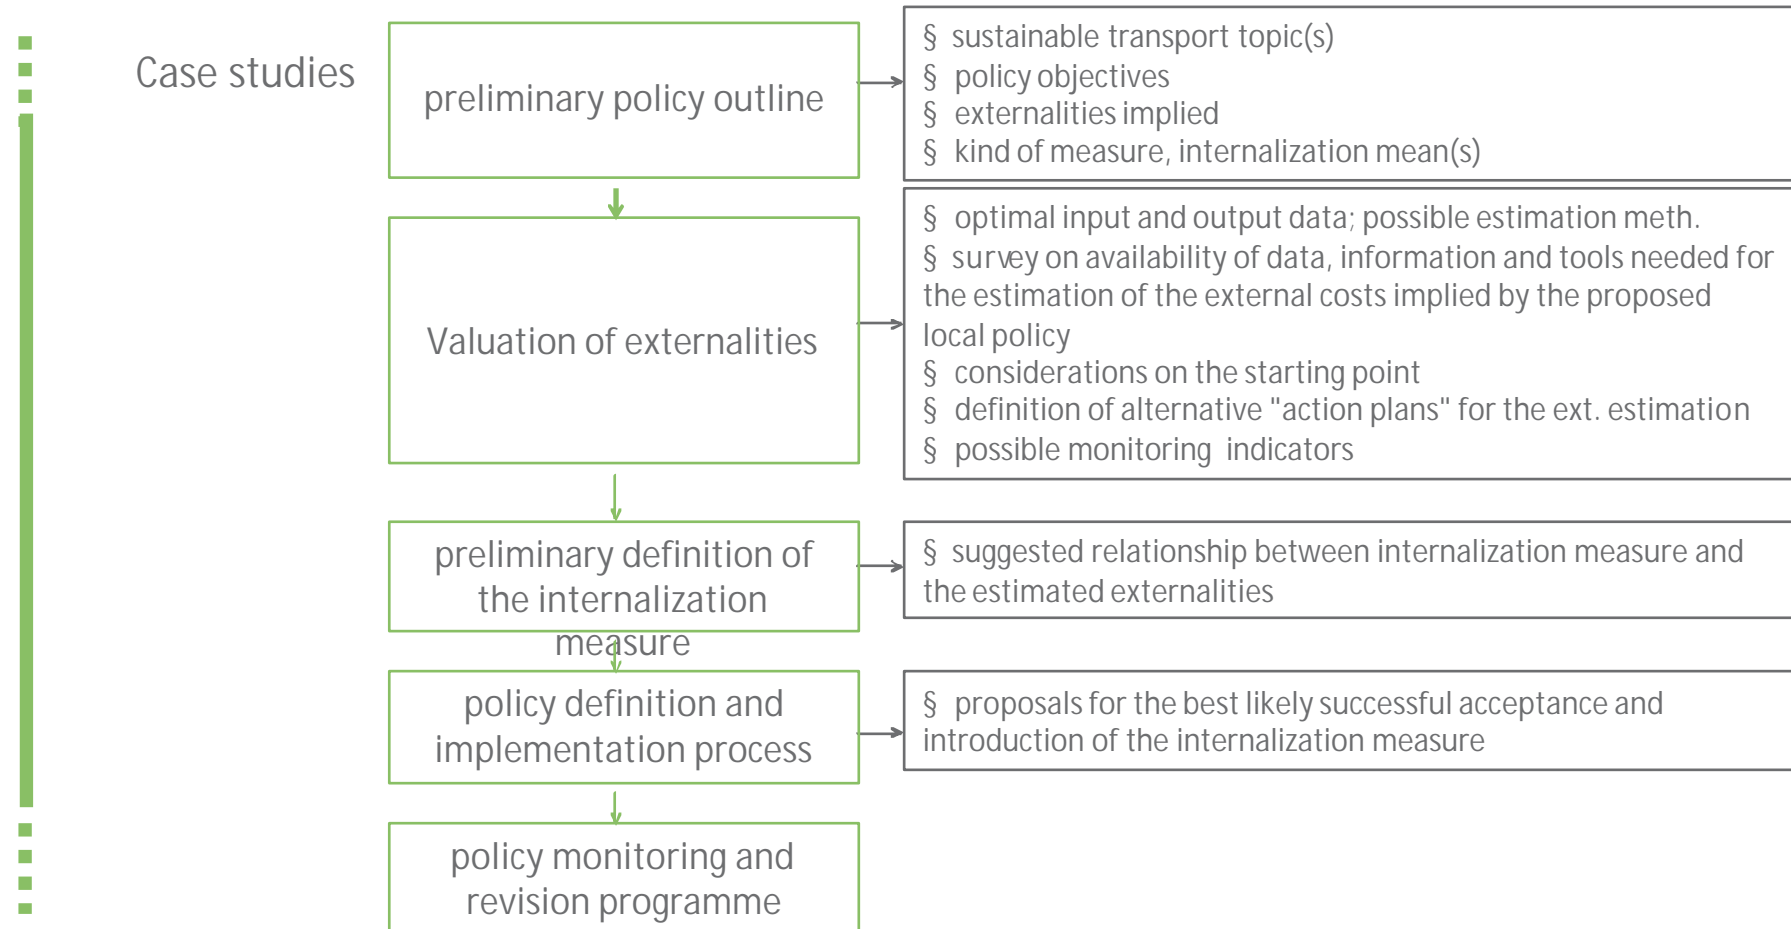 Case studies
preliminary policy outline
§ sustainable transport topic(s)
§ policy objectives
§ externalities implied
§ kind of measure, internalization mean(s)
Valuation of externalities
§ optimal input and output data; possible estimation meth.
§ survey on availability of data, information and tools needed for
the estimation of the external costs implied by the proposed
local policy
§ considerations on the starting point
§ definition of alternative "action plans" for the ext. estimation
§ possible monitoring indicators
preliminary definition of
the internalization
measure
§ suggested relationship between internalization measure and
the estimated externalities
policy definition and
implementation process
§ proposals for the best likely successful acceptance and
introduction of the internalization measure
policy monitoring and
revision programme